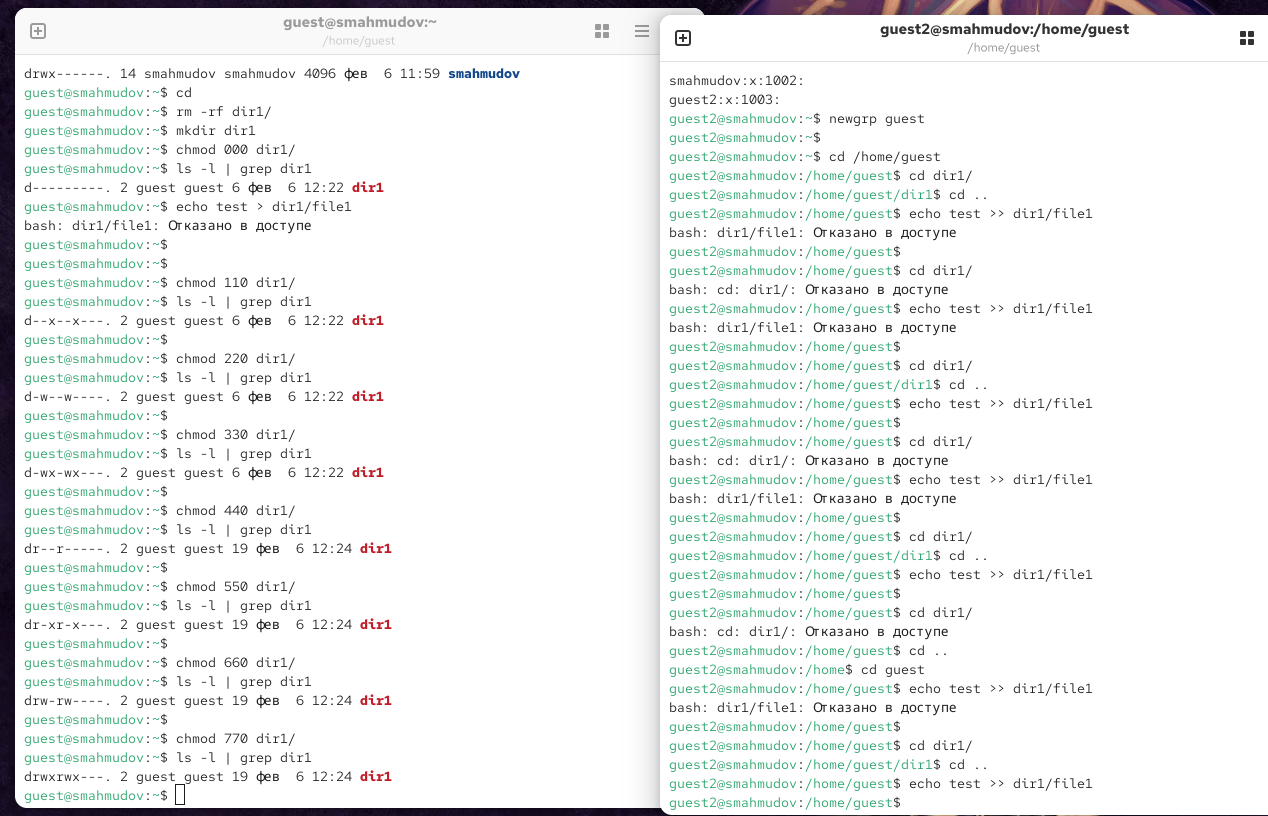 guest@smahmudov:~
/home/guest
drwx------. 14 smahmudov smahmudov 4096 фев  6 11:59 smahmudov
guest@smahmudov:~$ cd
guest@smahmudov:~$ rm -rf dir1/
guest@smahmudov:~$ mkdir dir1
guest@smahmudov:~$ chmod 000 dir1/
guest@smahmudov:~$ ls -l | grep dir1
d---------. 2 guest guest 6 фев  6 12:22 dir1
guest@smahmudov:~$ echo test > dir1/file1
bash: dir1/file1: Отказано в доступе
guest@smahmudov:~$
guest@smahmudov:~$
guest@smahmudov:~$ chmod 110 dir1/
guest@smahmudov:~$ ls -l | grep dir1
d--x--x---. 2 guest guest 6 фев  6 12:22 dir1
guest@smahmudov:~$
guest@smahmudov:~$ chmod 220 dir1/
guest@smahmudov:~$ ls -l | grep dir1
d-w--w----. 2 guest guest 6 фев  6 12:22 dir1
guest@smahmudov:~$
guest@smahmudov:~$ chmod 330 dir1/
guest@smahmudov:~$ ls -l | grep dir1
d-wx-wx---. 2 guest guest 6 фев  6 12:22 dir1
guest@smahmudov:~$
guest@smahmudov:~$ chmod 440 dir1/
guest@smahmudov:~$ ls -l | grep dir1
dr--r-----. 2 guest guest 19 фев  6 12:24 dir1
guest@smahmudov:~$
guest@smahmudov:~$ chmod 550 dir1/
guest@smahmudov:~$ ls -l | grep dir1
dr-xr-x---. 2 guest guest 19 фев  6 12:24 dir1
guest@smahmudov:~$
guest@smahmudov:~$ chmod 660 dir1/
guest@smahmudov:~$ ls -l | grep dir1
drw-rw----. 2 guest guest 19 фев  6 12:24 dir1
guest@smahmudov:~$
guest@smahmudov:~$ chmod 770 dir1/
guest@smahmudov:~$ ls -l | grep dir1
drwxrwx---. 2 guest guest 19 фев  6 12:24 dir1
guest@smahmudov:~$
guest2@smahmudov:/home/guest
/home/guest
smahmudov:x:1002:
guest2:x:1003:
guest2@smahmudov:~$ newgrp guest
guest2@smahmudov:~$
guest2@smahmudov:~$ cd /home/guest
guest2@smahmudov:/home/guest$ cd dir1/
guest2@smahmudov:/home/guest/dir1$ cd ..
guest2@smahmudov:/home/guest$ echo test >> dir1/file1
bash: dir1/file1: Отказано в доступе
guest2@smahmudov:/home/guest$
guest2@smahmudov:/home/guest$ cd dir1/
bash: cd: dir1/: Отказано в доступе
guest2@smahmudov:/home/guest$ echo test >> dir1/file1
bash: dir1/file1: Отказано в доступе
guest2@smahmudov:/home/guest$
guest2@smahmudov:/home/guest$ cd dir1/
guest2@smahmudov:/home/guest/dir1$ cd ..
guest2@smahmudov:/home/guest$ echo test >> dir1/file1
guest2@smahmudov:/home/guest$
guest2@smahmudov:/home/guest$ cd dir1/
bash: cd: dir1/: Отказано в доступе
guest2@smahmudov:/home/guest$ echo test >> dir1/file1
bash: dir1/file1: Отказано в доступе
guest2@smahmudov:/home/guest$
guest2@smahmudov:/home/guest$ cd dir1/
guest2@smahmudov:/home/guest/dir1$ cd ..
guest2@smahmudov:/home/guest$ echo test >> dir1/file1
guest2@smahmudov:/home/guest$
guest2@smahmudov:/home/guest$ cd dir1/
bash: cd: dir1/: Отказано в доступе
guest2@smahmudov:/home/guest$ cd ..
guest2@smahmudov:/home$ cd guest
guest2@smahmudov:/home/guest$ echo test >> dir1/file1
bash: dir1/file1: Отказано в доступе
guest2@smahmudov:/home/guest$
guest2@smahmudov:/home/guest$ cd dir1/
guest2@smahmudov:/home/guest/dir1$ cd ..
guest2@smahmudov:/home/guest$ echo test >> dir1/file1
guest2@smahmudov:/home/guest$